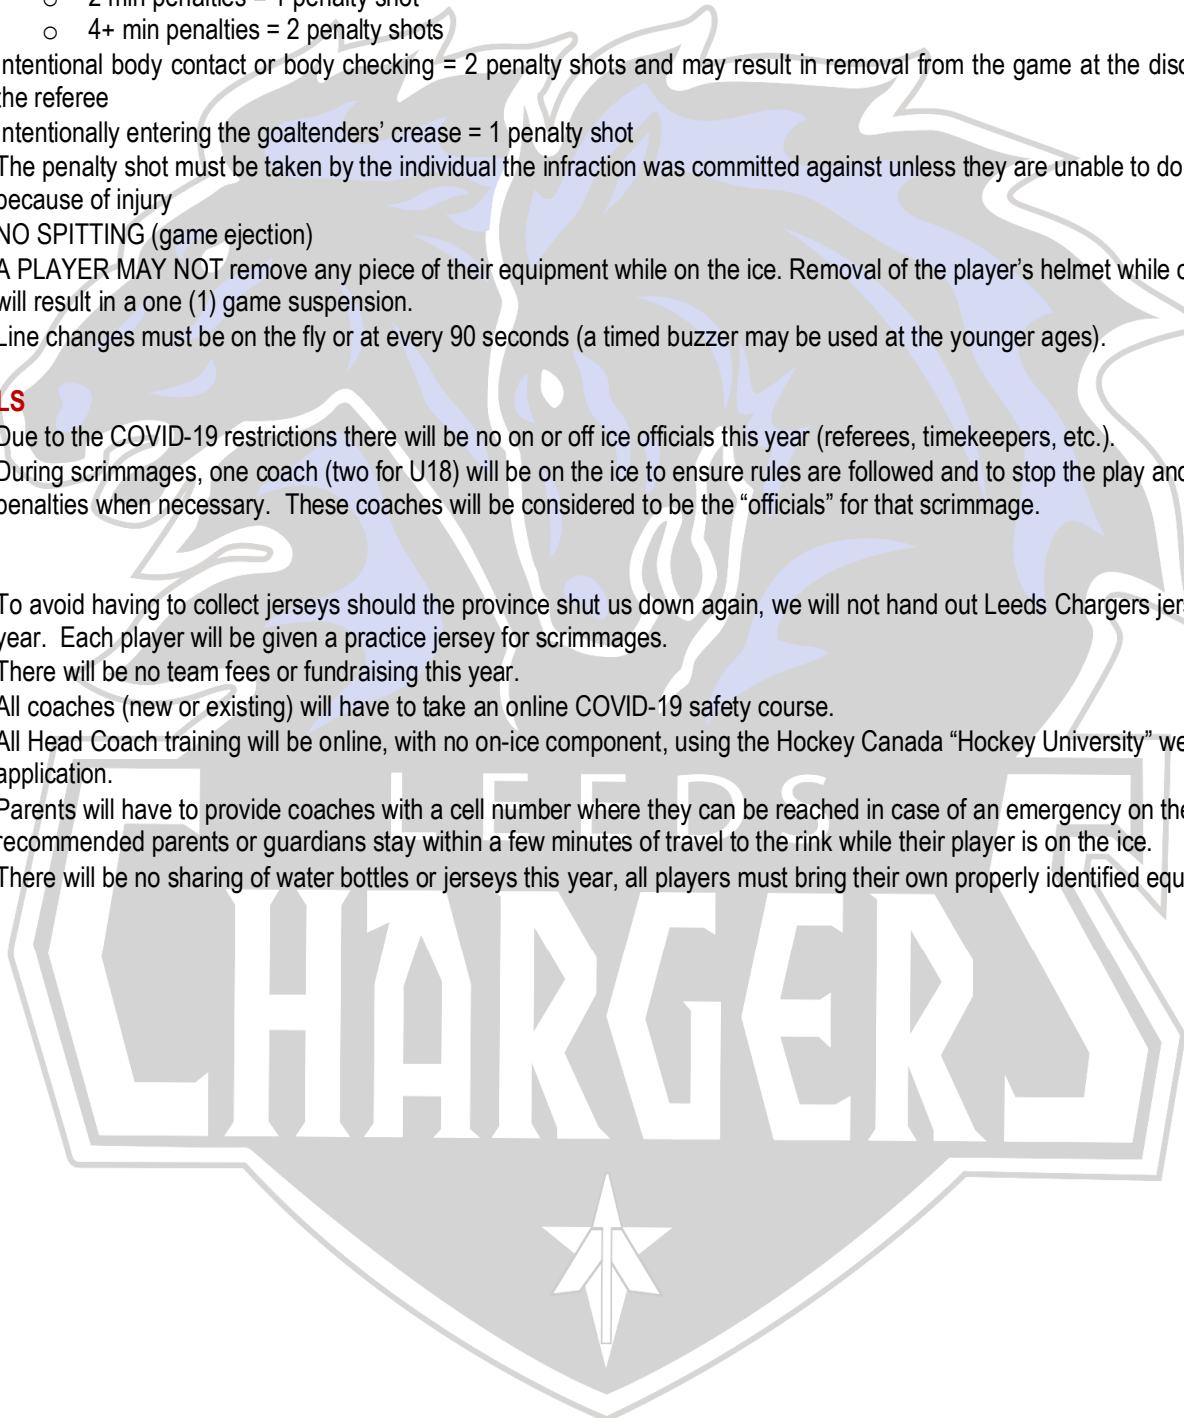 o 2 min penalties = 1 penalty shot
o 4+ min penalties = 2 penalty shots
ntentional body contact or body checking = 2 penalty shots and may result in removal from the game at the disc
the referee
ntentionally entering the goaltenders’ crease = 1 penalty shot
The penalty shot must be taken by the individual the infraction was committed against unless they are unable to do
because of injury
NO SPITTING (game ejection)
A PLAYER MAY NOT remove any piece of their equipment while on the ice. Removal of the player’s helmet while o
will result in a one (1) game suspension.
Line changes must be on the fly or at every 90 seconds (a timed buzzer may be used at the younger ages).
LS
Due to the COVID-19 restrictions there will be no on or off ice officials this year (referees, timekeepers, etc.).
During scrimmages, one coach (two for U18) will be on the ice to ensure rules are followed and to stop the play and
penalties when necessary. These coaches will be considered to be the “officials” for that scrimmage.
To avoid having to collect jerseys should the province shut us down again, we will not hand out Leeds Chargers jers
year. Each player will be given a practice jersey for scrimmages.
There will be no team fees or fundraising this year.
All coaches (new or existing) will have to take an online COVID-19 safety course.
All Head Coach training will be online, with no on-ice component, using the Hockey Canada “Hockey University” we
application.
Parents will have to provide coaches with a cell number where they can be reached in case of an emergency on the
recommended parents or guardians stay within a few minutes of travel to the rink while their player is on the ice.
There will be no sharing of water bottles or jerseys this year, all players must bring their own properly identified equ
LEEDS
CHARGERS